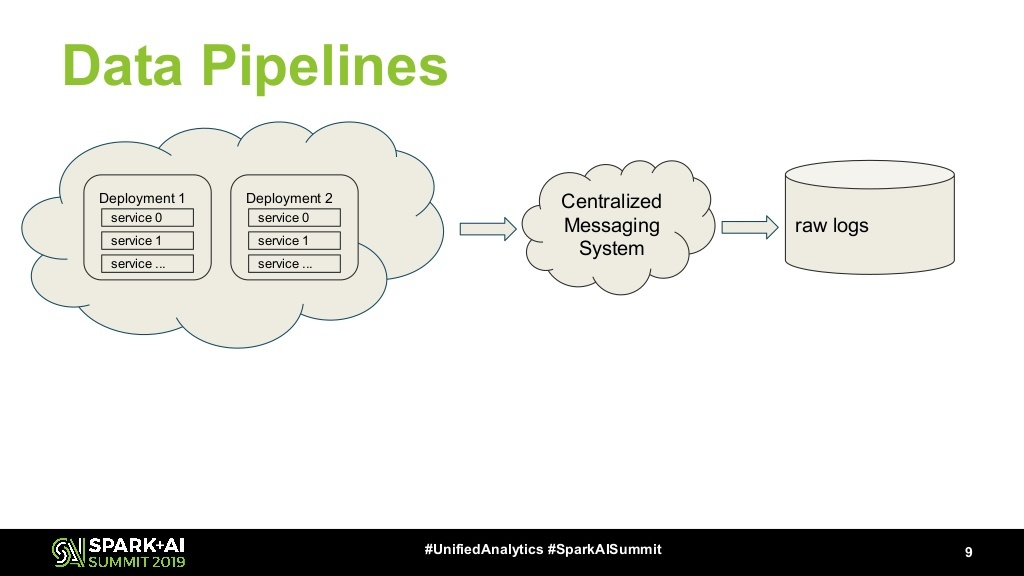 Data Pipelines
Deployment 1
service 0
service 1
service ...
Deployment 2
service 0
service 1
service ...
Centralized
Messaging
System
raw logs
SPARK+AI
SUMMIT 2019
#UnifiedAnalytics #SparkAISummit
9